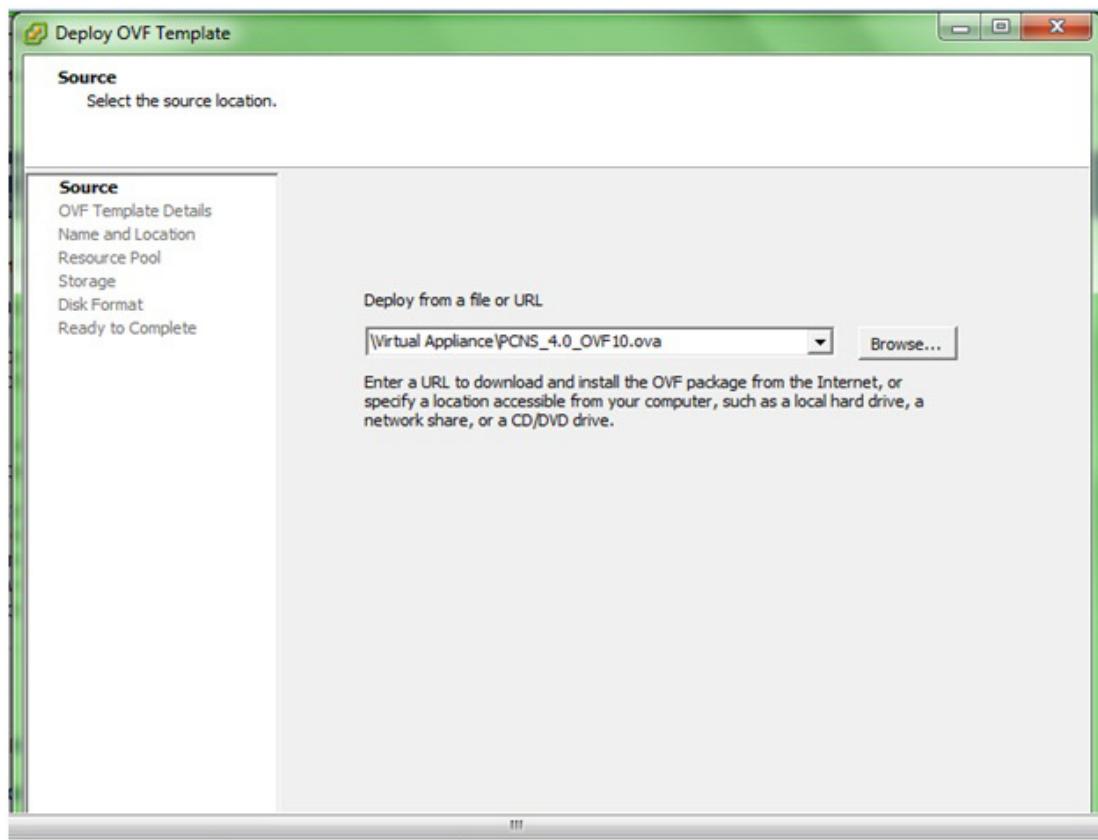 Deploy OVF Template
Source
Select the source location.
Source
OVF Template Details
Name and Location
Resource Pool
Storage
Disk Format
Ready to Complete
Deploy from a file or URL
\Virtual Appliance\PCNS_4.0_OVF10.ova
Browse...
Enter a URL to download and install the OVF package from the Internet, or
specify a location accessible from your computer, such as a local hard drive, a
network share, or a CD/DVD drive.